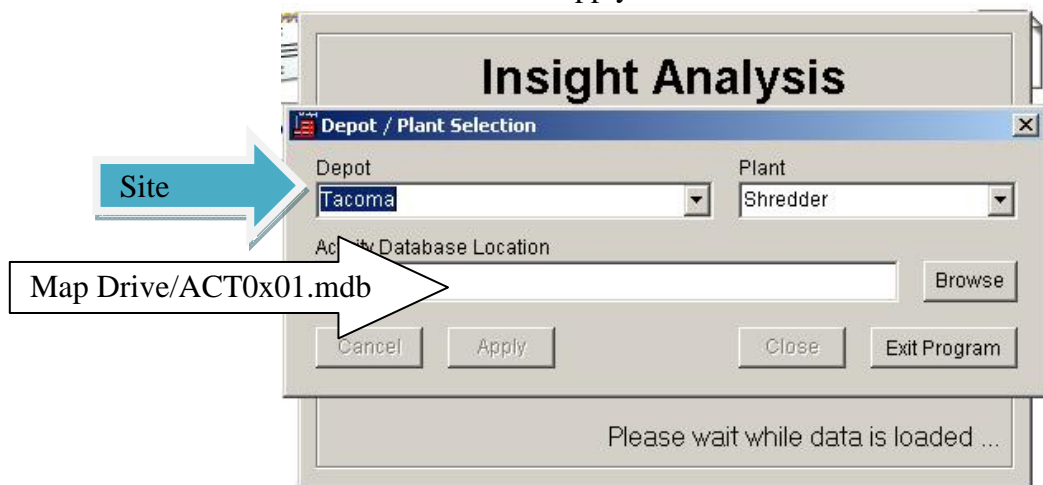 Insight Analysis
Depot / Plant Selection
Depot Plant
Site
Tacoma Shredder
Database Location
Map Drive/ACT0x01.mdb
Browse
Cancel Apply Close Exit Program
Please wait while data is loaded ...